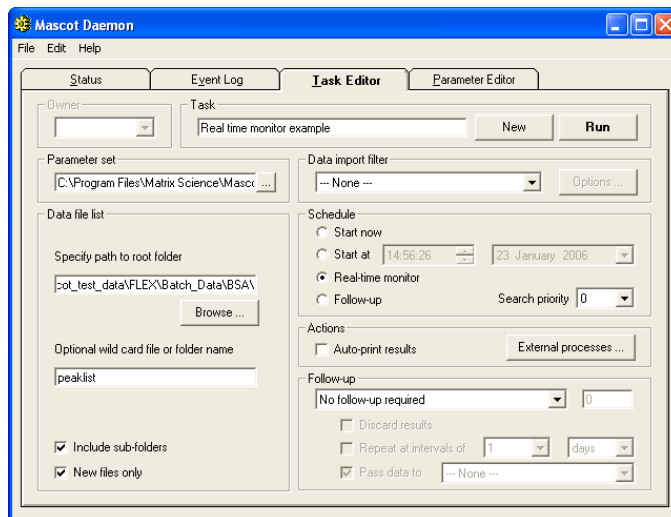 Mascot Daemon
File Edit Help
Status Event Log Task Editor Parameter Editor
Owner
Task
Real time monitor example
New
Run
Parameter set
C:\Program Files\Matrix Science\Masco
...
Data import filter
--- None ---
Options ...
Data file list
Specify path to root folder
cot_test_data\FLEX\Batch_Data\BSA\
Browse ...
Optional wild card file or folder name
peaklist
Include sub-folders
New files only
Schedule
Start now
Start at 14:56:26 23 January 2006
Real-time monitor
Follow-up Search priority 0
Actions
Auto-print results External processes ...
Follow-up
No follow-up required 0
Discard results
Repeat at intervals of 1 days
Pass data to --- None ---